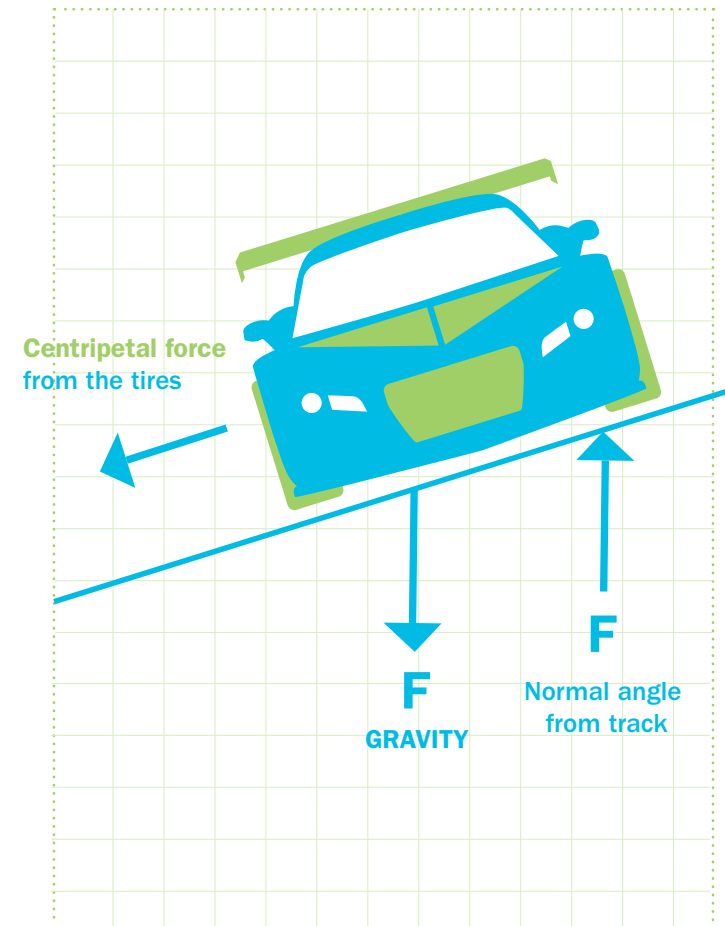 Centripetal force
from the tires
F
GRAVITY
F
Normal angle
from track